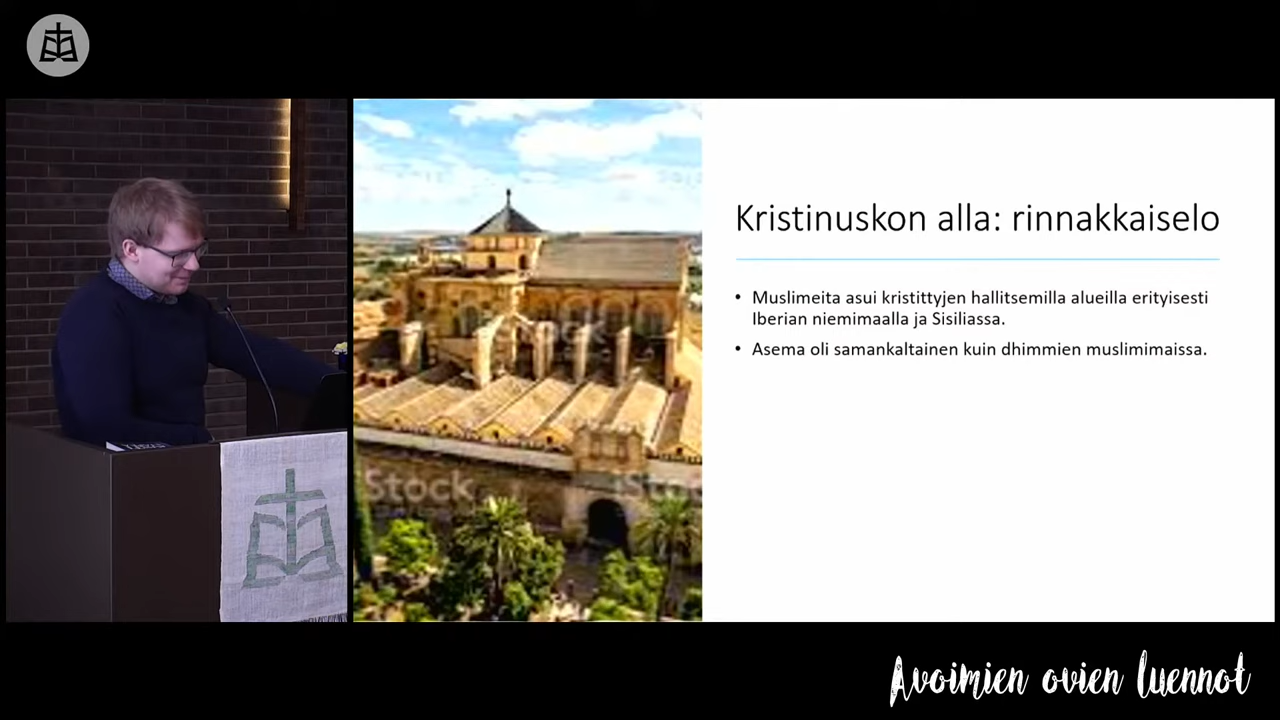 Kristinuskon alla: rinnakkaiselo
• Muslimeita asui kristittyjen hallitsemilla alueilla erityisesti
Iberian niemimaalla ja Sisiliassa.
• Asema oli samankaltainen kuin dhimmien muslimimaissa.
iStock
iStock
Avoimien ovien luennot